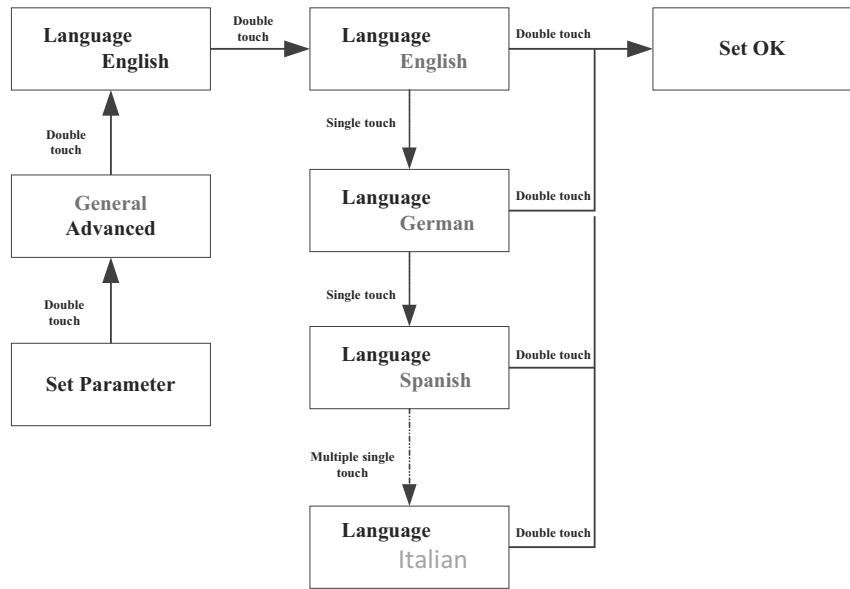 Language
English
Double
touch
Language
English
Double touch
Set OK
Double
touch
Single touch
General
Advanced
Language
German
Double touch
Double
touch
Single touch
Set Parameter
Language
Spanish
Double touch
Multiple single
touch
Language
Italian
Double touch